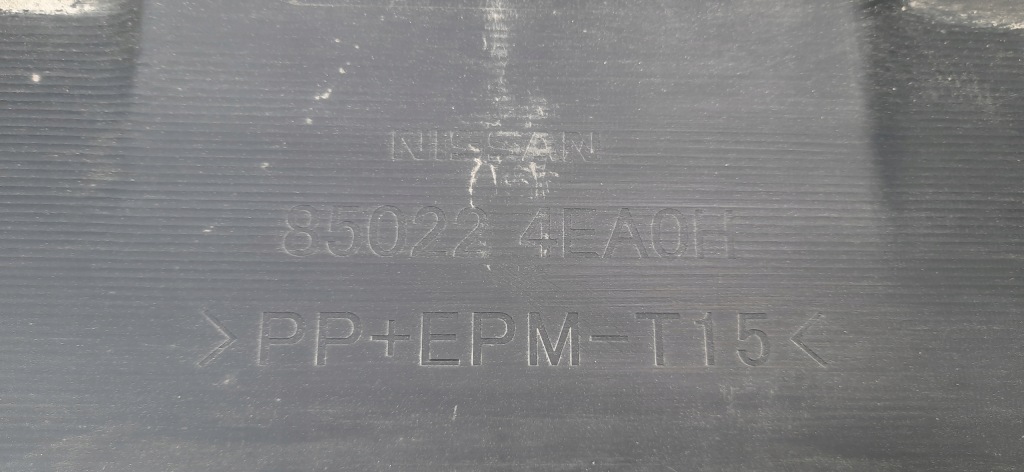 NISSAN
85022 4EA0H
>PP+EPM-T15<